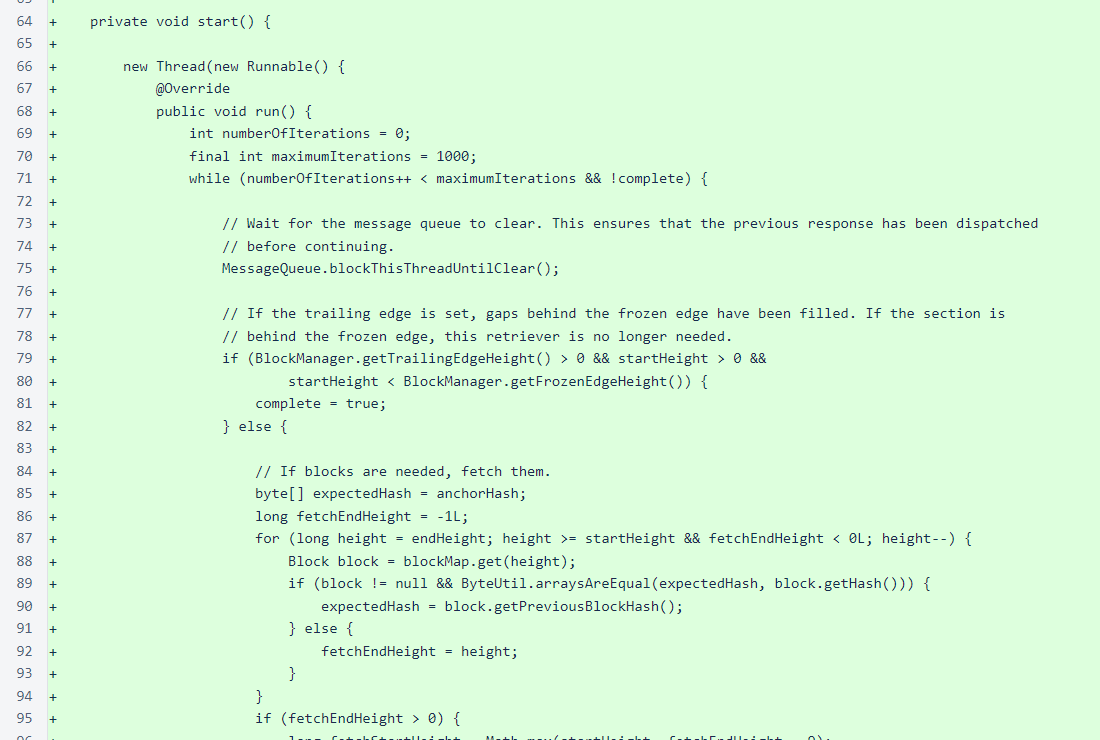 64 +    private void start() {
65 +
66 +        new Thread(new Runnable() {
67 +            @Override
68 +            public void run() {
69 +                int numberOfIterations = 0;
70 +                final int maximumIterations = 1000;
71 +                while (numberOfIterations++ < maximumIterations && !complete) {
72 +
73 +                    // Wait for the message queue to clear. This ensures that the previous response has been dispatched
74 +                    // before continuing.
75 +                    MessageQueue.blockThisThreadUntilClear();
76 +
77 +                    // If the trailing edge is set, gaps behind the frozen edge have been filled. If the section is
78 +                    // behind the frozen edge, this retriever is no longer needed.
79 +                    if (BlockManager.getTrailingEdgeHeight() > 0 && startHeight > 0 &&
80 +                            startHeight < BlockManager.getFrozenEdgeHeight()) {
81 +                        complete = true;
82 +                    } else {
83 +
84 +                        // If blocks are needed, fetch them.
85 +                        byte[] expectedHash = anchorHash;
86 +                        long fetchEndHeight = -1L;
87 +                        for (long height = endHeight; height >= startHeight && fetchEndHeight < 0L; height--) {
88 +                            Block block = blockMap.get(height);
89 +                            if (block != null && ByteUtil.arraysAreEqual(expectedHash, block.getHash())) {
90 +                                expectedHash = block.getPreviousBlockHash();
91 +                            } else {
92 +                                fetchEndHeight = height;
93 +                            }
94 +                        }
95 +                        if (fetchEndHeight > 0) {